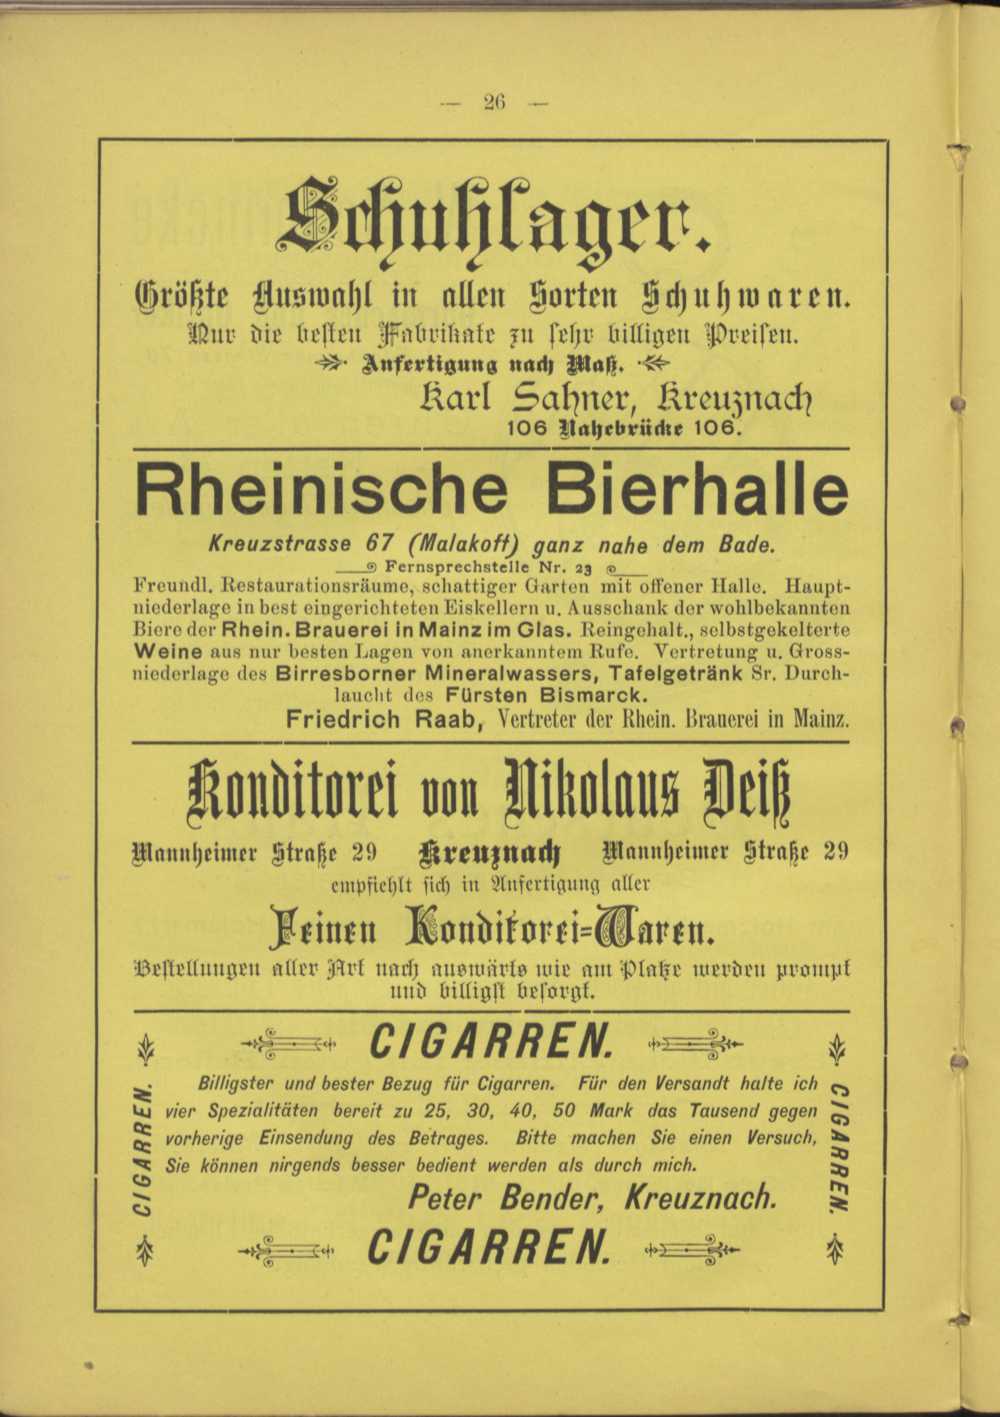 — 26 —
Schuhlager.
Größte Auswahl in allen Sorten Schuhwaren.
Nur die besten Fabrikate zu sehr billigen Preisen.
Anfertigung nach Maß.
Karl Sahner, Kreuznach
106 Nahebrücke 106.
Rheinische Bierhalle
Kreuzstrasse 67 (Malakoff) ganz nahe dem Bade.
Fernsprechstelle Nr. 23
Freundl. Restaurationsräume, schattiger Garten mit offener Halle. Haupt-
niederlage in best eingerichteten Eiskellern u. Ausschank der wohlbekannten
Biere der Rhein. Brauerei in Mainz im Glas. Reingehalt., selbstgekelterte
Weine aus nur besten Lagen von anerkanntem Rufe. Vertretung u. Gross-
niederlage des Birresborner Mineralwassers, Tafelgetränk Sr. Durch-
laucht des Fürsten Bismarck.
Friedrich Raab, Vertreter der Rhein. Brauerei in Mainz.
Konditorei von Nikolaus Deiß
Mannheimer Straße 29 Kreuznach Mannheimer Straße 29
empfiehlt sich in Anfertigung aller
Feinen Konditorei-Waren.
Bestellungen aller Art nach auswärts wie am Platze werden prompt
und billigst besorgt.
CIGARREN.
Billigster und bester Bezug für Cigarren. Für den Versandt halte ich
vier Spezialitäten bereit zu 25, 30, 40, 50 Mark das Tausend gegen
vorherige Einsendung des Betrages. Bitte machen Sie einen Versuch,
Sie können nirgends besser bedient werden als durch mich.
Peter Bender, Kreuznach.
CIGARREN.
CIGARREN.
CIGARREN.